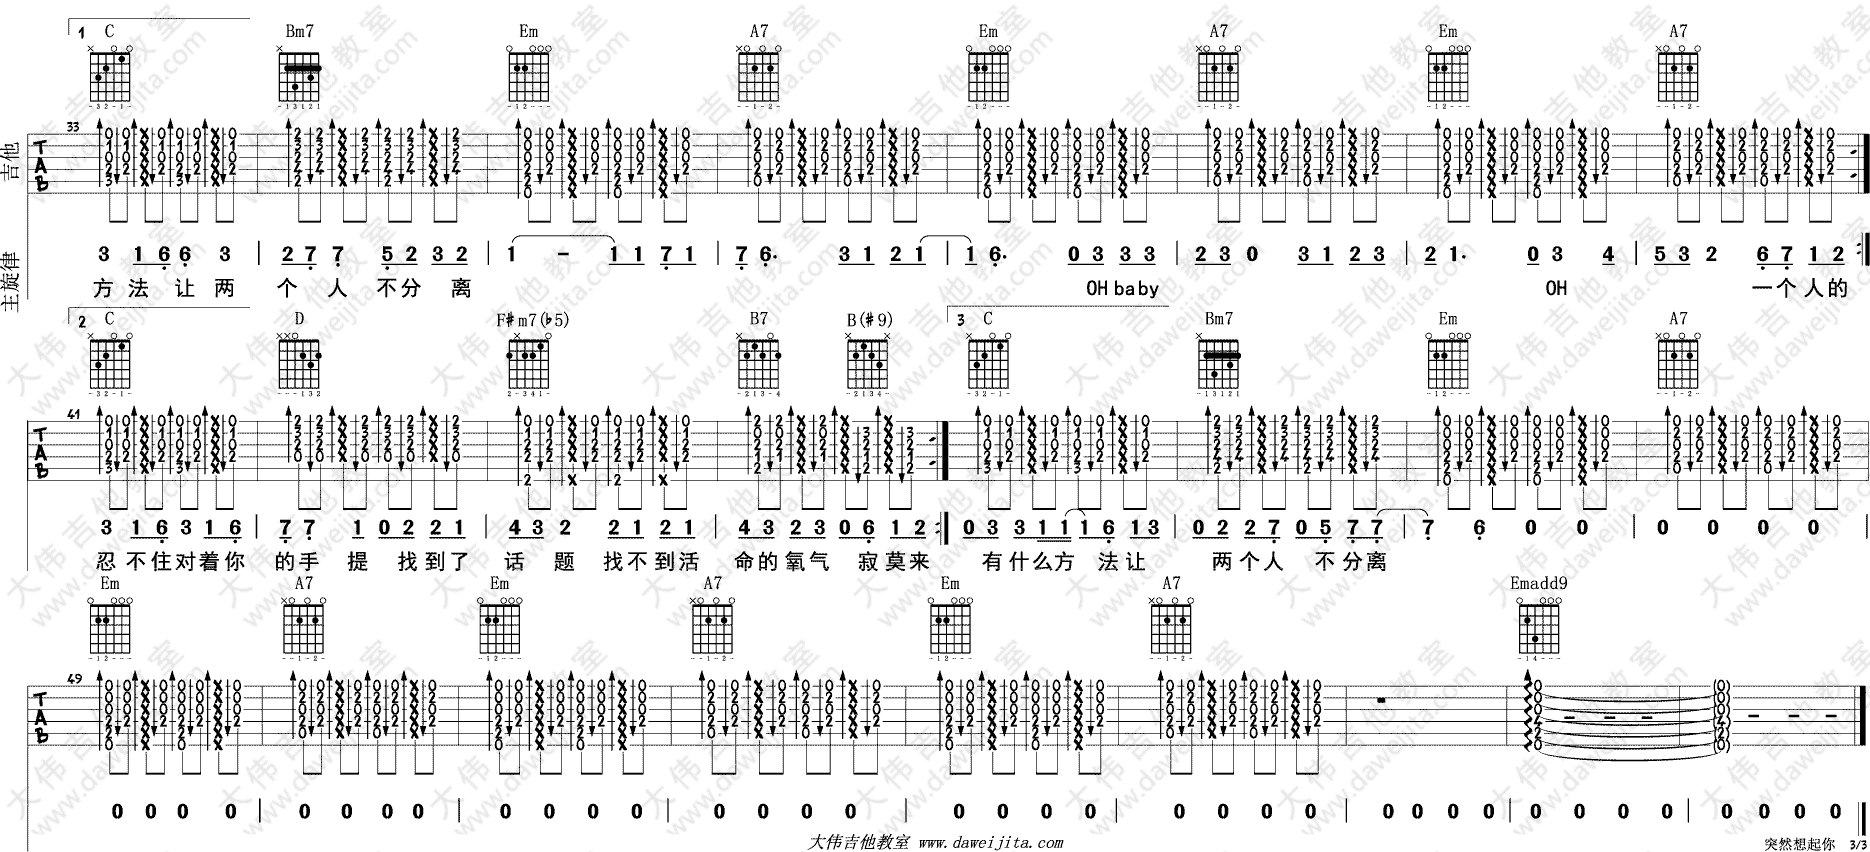 1 C Bm7 Em A7 Em A7 Em A7
33
吉他 TAB
主旋律 3 1 6 6 3 | 2 7 7 5 2 3 2 | 1 - 1 1 7 1 | 7 6. 3 1 2 1 | 1 6. 0 3 3 3 | 2 3 0 3 1 2 3 | 2 1. 0 3 4 | 5 3 2 6 7 1 2
方法让两 个人不分离 OH baby OH 一个人的
2 C D F#m7(b5) B7 B(#9) 3 C Bm7 Em A7
41
TAB
3 1 6 3 1 6 | 7 7 1 0 2 2 1 | 4 3 2 2 1 2 1 | 4 3 2 3 0 6 1 2 0 3 3 1 1 1 6 1 3 | 0 2 2 7 0 5 7 7 | 7 6 0 0 | 0 0 0 0
忍不住对着你 的手提找到了 话题找不到活 命的氧气寂莫来 有什么方法让 两个人不分离
Em A7 Em A7 Em A7 Emadd9
49
TAB
0 0 0 0 | 0 0 0 0 | 0 0 0 0 | 0 0 0 0 | 0 0 0 0 | 0 0 0 0 | 0 0 0 0 | 0 0 0 0 | 0 0 0 0
大伟吉他教室 www.daweijita.com
突然想起你 3/3